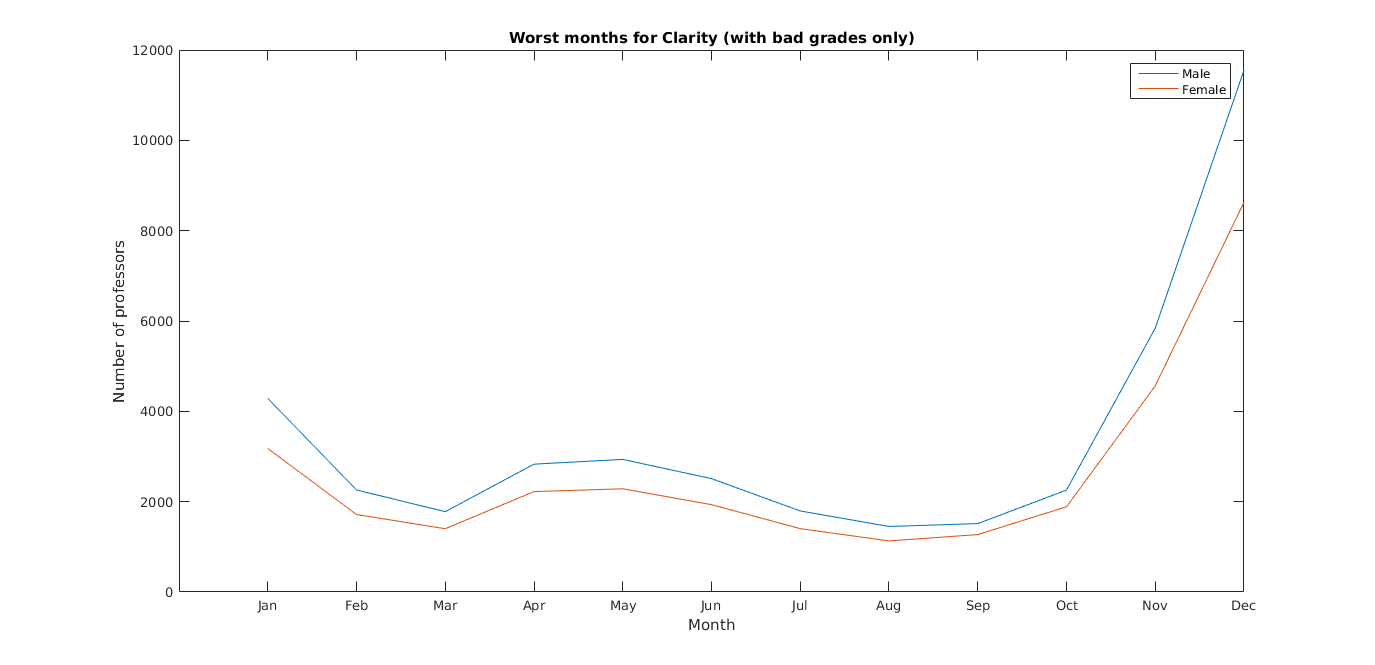 Worst months for Clarity (with bad grades only)
12000
10000
8000
6000
4000
2000
0
Number of professors
Male
Female
Jan Feb Mar Apr May Jun Jul Aug Sep Oct Nov Dec
Month